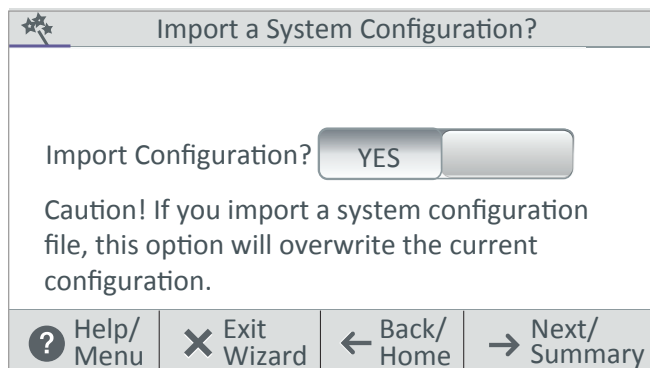 Import a System Configuration?
Import Configuration? YES
Caution! If you import a system configuration
file, this option will overwrite the current
configuration.
? Help/
Menu
Exit
Wizard
Back/
Home
Next/
Summary